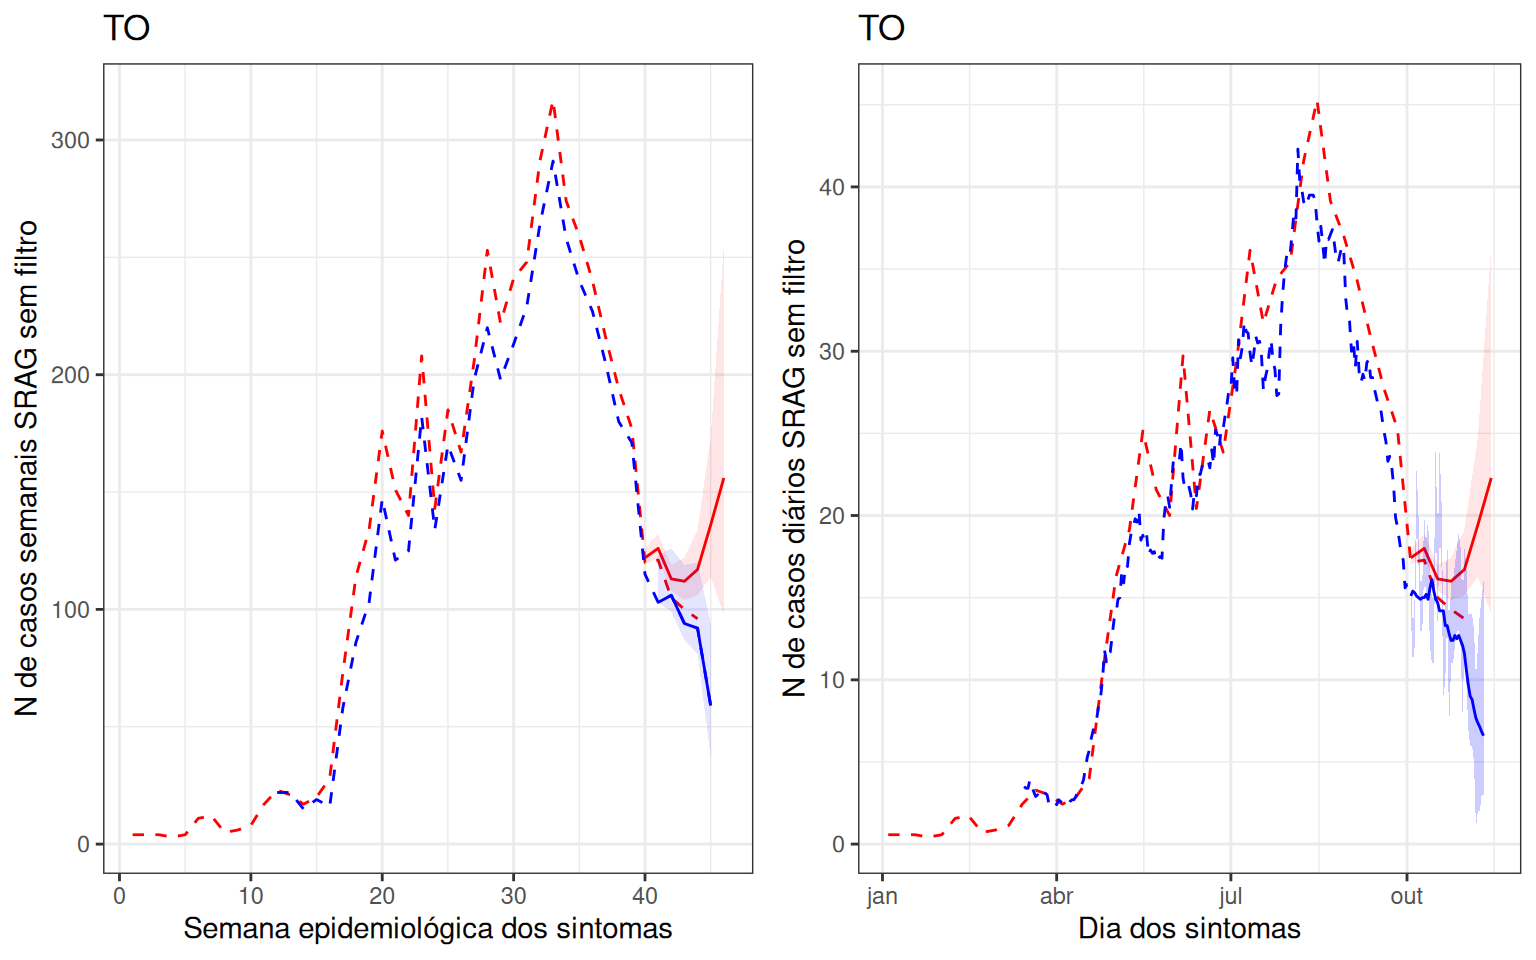 TO
N de casos semanais SRAG sem filtro
300
200
100
0
0 10 20 30 40
Semana epidemiológica dos sintomas
TO
N de casos diários SRAG sem filtro
40
30
20
10
0
jan abr jul out
Dia dos sintomas